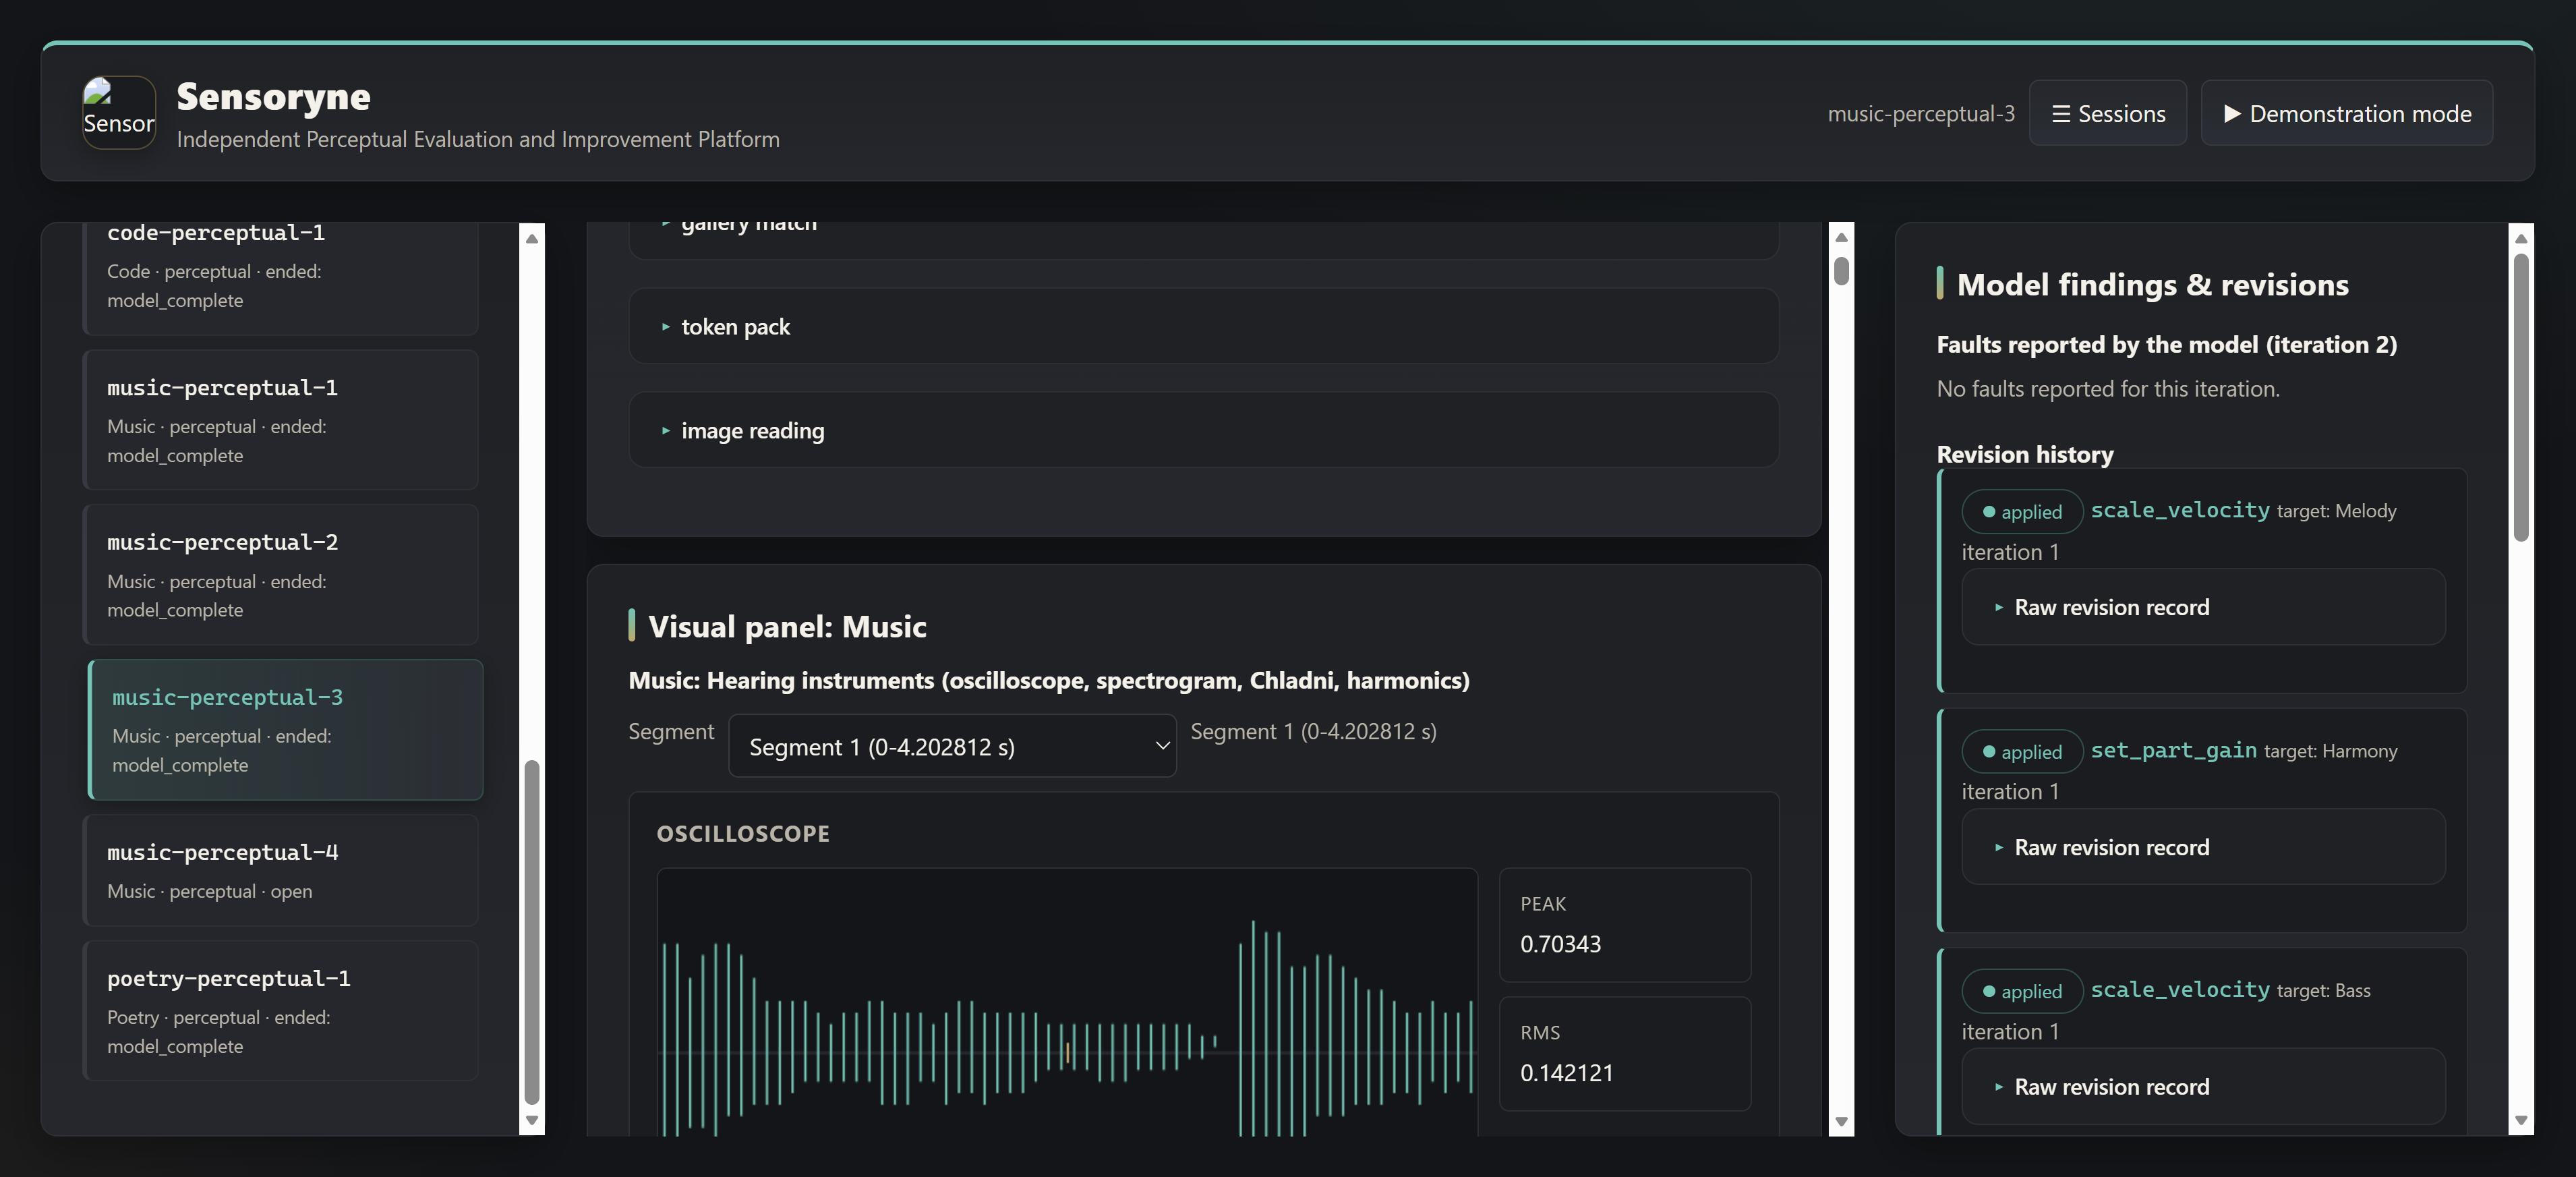 Sensor
Sensoryne
Independent Perceptual Evaluation and Improvement Platform
music-perceptual-3
☰ Sessions
▶ Demonstration mode
code-perceptual-1
Code · perceptual · ended:
model_complete
music-perceptual-1
Music · perceptual · ended:
model_complete
music-perceptual-2
Music · perceptual · ended:
model_complete
music-perceptual-3
Music · perceptual · ended:
model_complete
music-perceptual-4
Music · perceptual · open
poetry-perceptual-1
Poetry · perceptual · ended:
model_complete
gallery match
token pack
image reading
Visual panel: Music
Music: Hearing instruments (oscilloscope, spectrogram, Chladni, harmonics)
Segment
Segment 1 (0-4.202812 s)
Segment 1 (0-4.202812 s)
OSCILLOSCOPE
PEAK
0.70343
RMS
0.142121
Model findings & revisions
Faults reported by the model (iteration 2)
No faults reported for this iteration.
Revision history
applied scale_velocity target: Melody
iteration 1
Raw revision record
applied set_part_gain target: Harmony
iteration 1
Raw revision record
applied scale_velocity target: Bass
iteration 1
Raw revision record